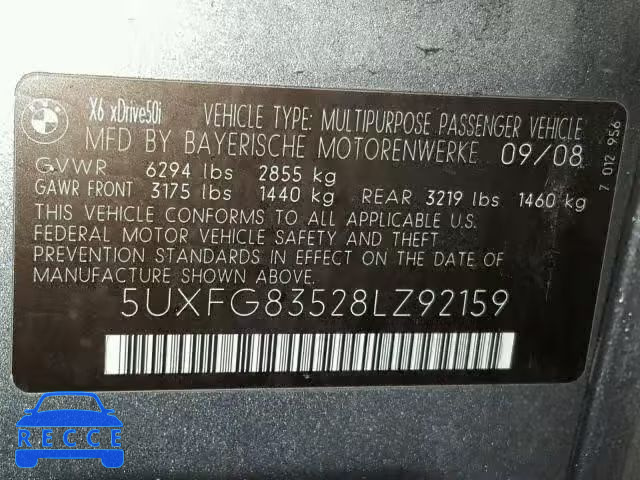 BMW
X6 xDrive50i VEHICLE TYPE: MULTIPURPOSE PASSENGER VEHICLE
MFD BY BAYERISCHE MOTORENWERKE 09/08
GVWR 6294 lbs 2855 kg
GAWR FRONT 3175 lbs 1440 kg REAR 3219 lbs 1460 kg
THIS VEHICLE CONFORMS TO ALL APPLICABLE U.S.
FEDERAL MOTOR VEHICLE SAFETY AND THEFT
PREVENTION STANDARDS IN EFFECT ON THE DATE OF
MANUFACTURE SHOWN ABOVE.
5UXFG83528LZ92159
7 012 956
RECCE